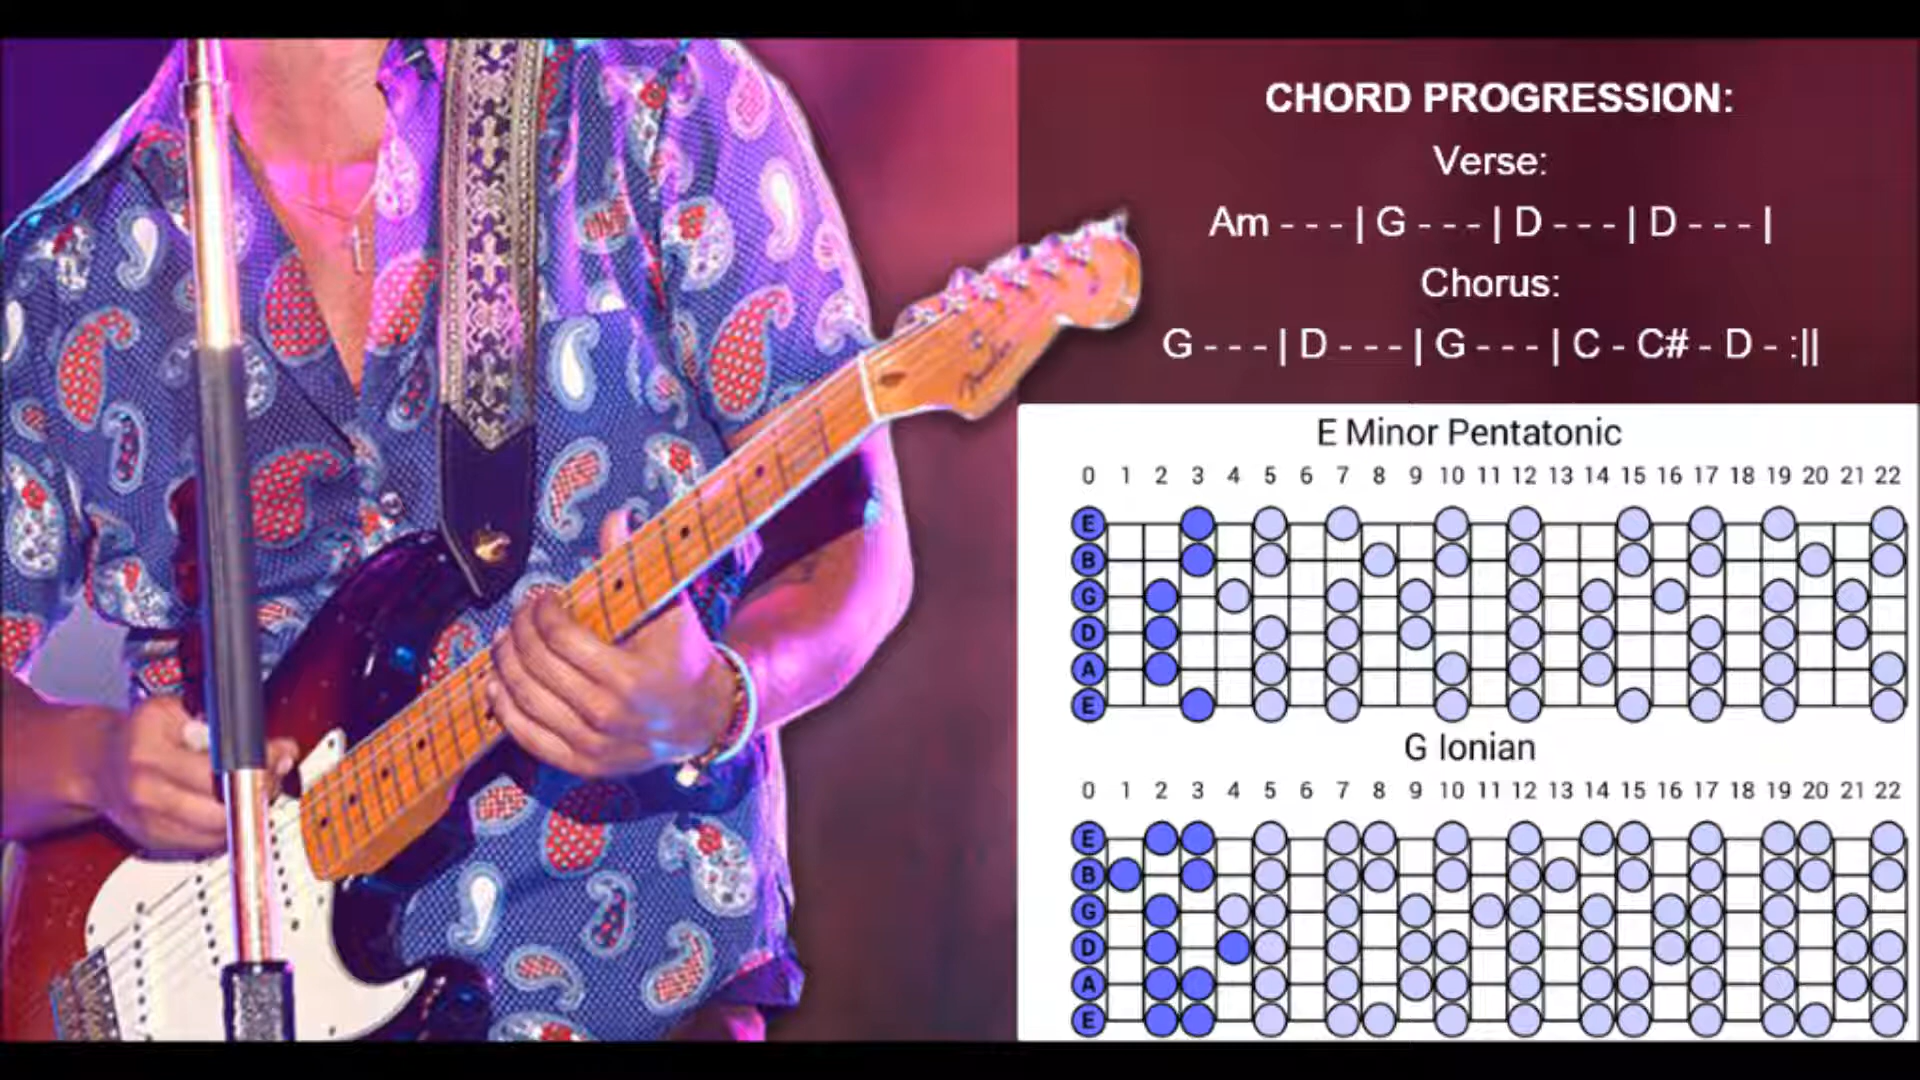 CHORD PROGRESSION:
Verse:
Am - - - | G - - - | D - - - | D - - - |
Chorus:
G - - - | D - - - | G - - - | C - C# - D - :||
E Minor Pentatonic
0 1 2 3 4 5 6 7 8 9 10 11 12 13 14 15 16 17 18 19 20 21 22
E
B
G
D
A
E
G Ionian
0 1 2 3 4 5 6 7 8 9 10 11 12 13 14 15 16 17 18 19 20 21 22
E
B
G
D
A
E
Fender